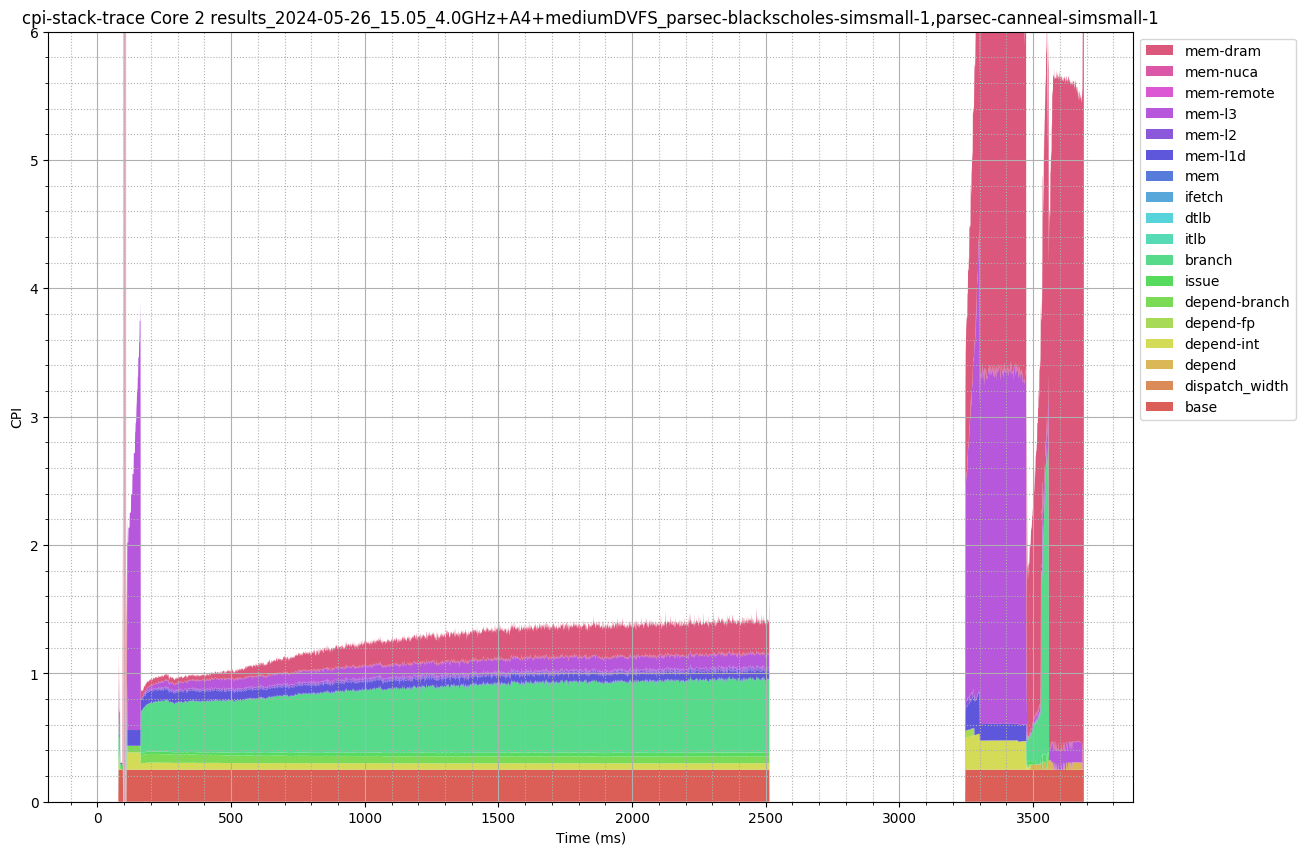 cpi-stack-trace Core 2 results_2024-05-26_15.05_4.0GHz+A4+mediumDVFS_parsec-blackscholes-simsmall-1,parsec-canneal-simsmall-1
6
5
4
3
2
1
0
CPI
0 500 1000 1500 2000 2500 3000 3500
Time (ms)
mem-dram
mem-nuca
mem-remote
mem-l3
mem-l2
mem-l1d
mem
ifetch
dtlb
itlb
branch
issue
depend-branch
depend-fp
depend-int
depend
dispatch_width
base